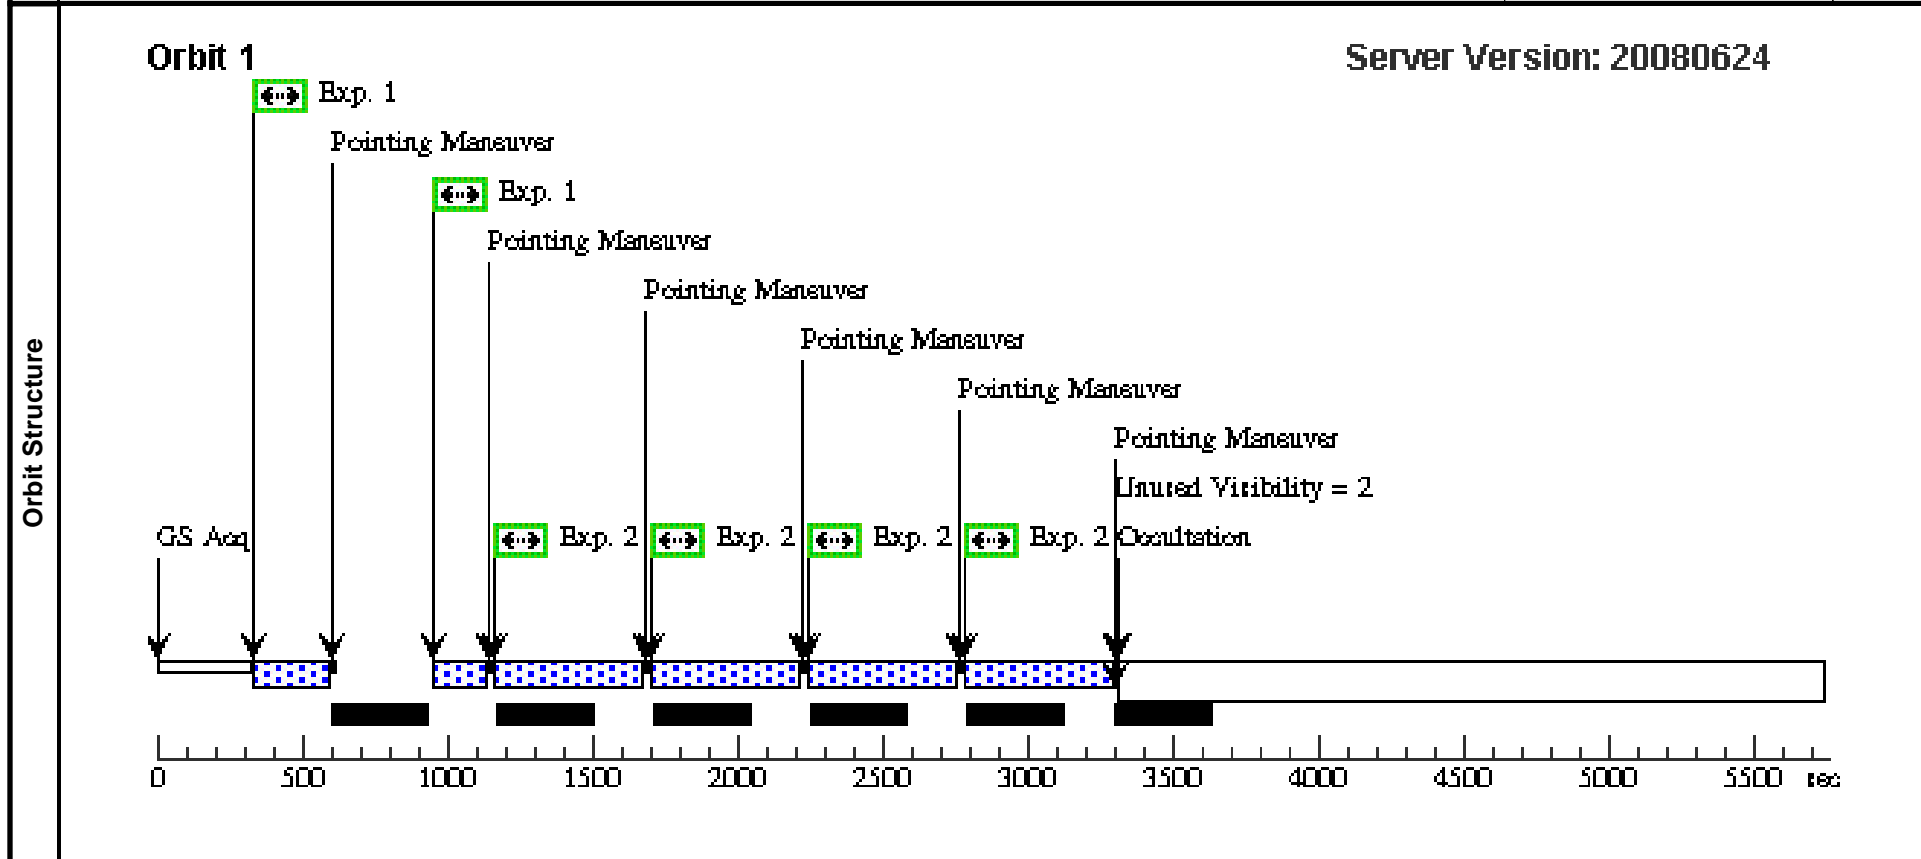 Orbit 1
Server Version: 20080624
Exp. 1
Pointing Maneuver
Exp. 1
Pointing Maneuver
Pointing Maneuver
Pointing Maneuver
Pointing Maneuver
Pointing Maneuver
Unused Visibility = 2
GS Acq
Exp. 2
Exp. 2
Exp. 2
Exp. 2
Occultation
0 500 1000 1500 2000 2500 3000 3500 4000 4500 5000 5500 sec
Orbit Structure